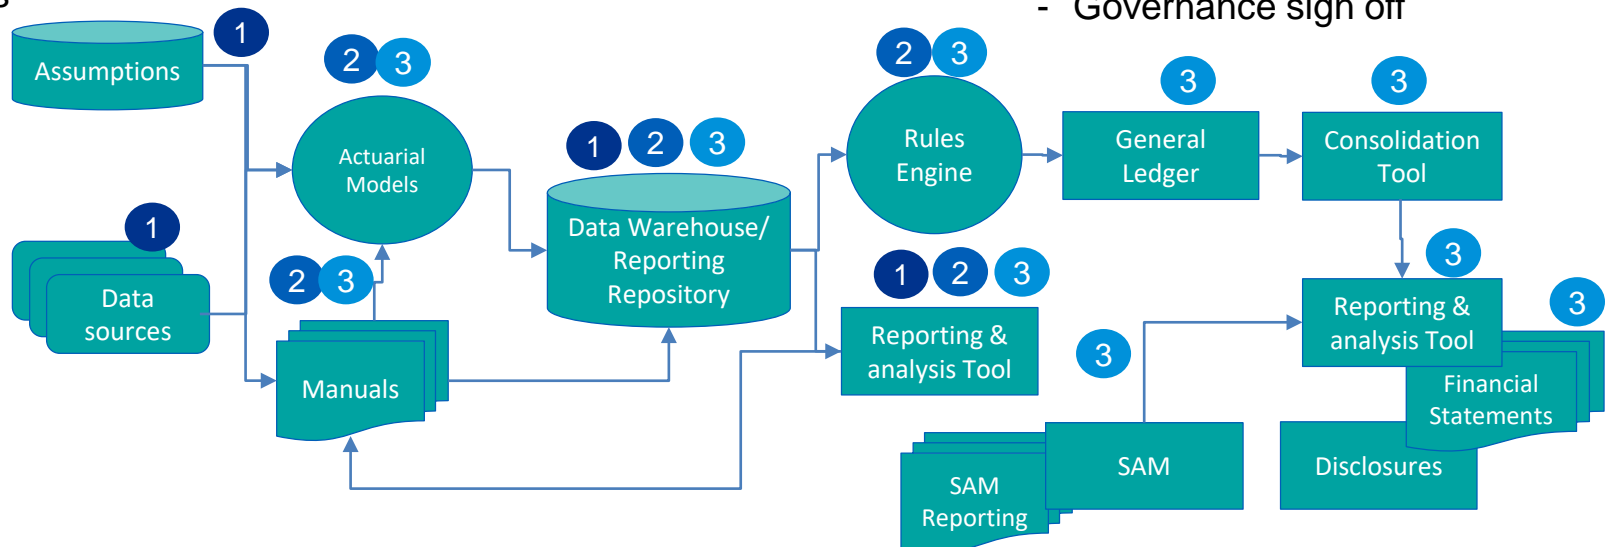 s
- Governance sign off
1
Assumptions
2 3
Actuarial
Models
1 2 3
Data Warehouse/
Reporting
Repository
2 3
Rules
Engine
3
General
Ledger
3
Consolidation
Tool
1
Data
sources
2 3
Manuals
1 2 3
Reporting &
analysis Tool
3
3
Reporting &
analysis Tool
3
Financial
Statements
SAM
Reporting
SAM
Disclosures